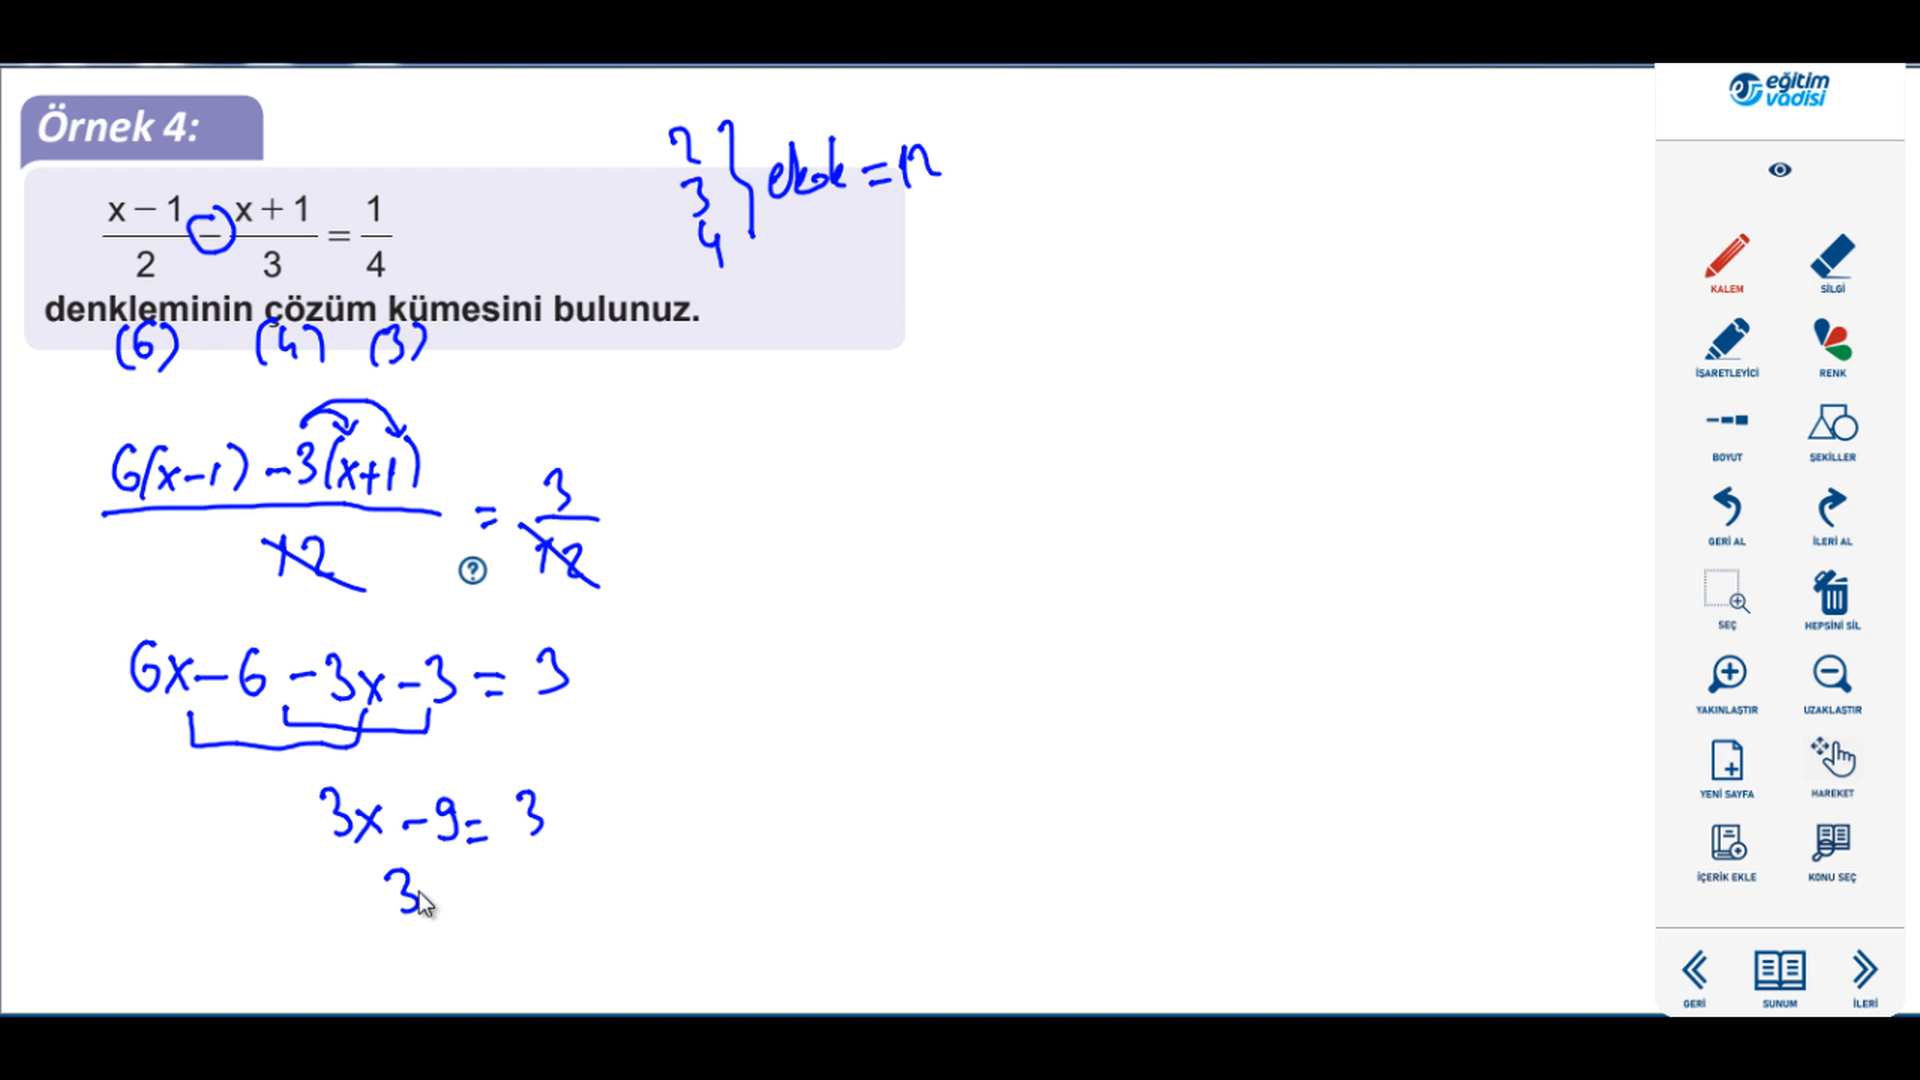 eğitim vadisi
Örnek 4:
x − 1 / 2 − x + 1 / 3 = 1 / 4
denkleminin çözüm kümesini bulunuz.
2
3
4
ekok = 12
(6) (4) (3)
6(x−1) −3(x+1) / 12 = 3 / 12
?
6x − 6 − 3x − 3 = 3
3x − 9 = 3
3
KALEM
SİLGİ
İŞARETLEYİCİ
RENK
BOYUT
ŞEKİLLER
GERİ AL
İLERİ AL
SEÇ
HEPSİNİ SİL
YAKINLAŞTIR
UZAKLAŞTIR
YENİ SAYFA
HAREKET
İÇERİK EKLE
KONU SEÇ
GERİ
SUNUM
İLERİ